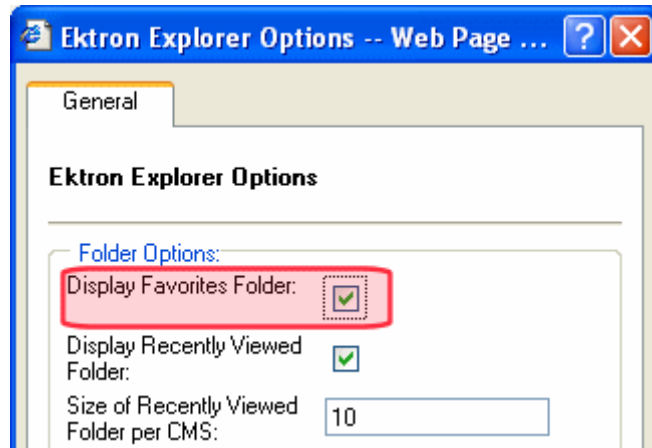 Ektron Explorer Options -- Web Page ...
General
Ektron Explorer Options
Folder Options:
Display Favorites Folder:
Display Recently Viewed
Folder:
Size of Recently Viewed
Folder per CMS:
10